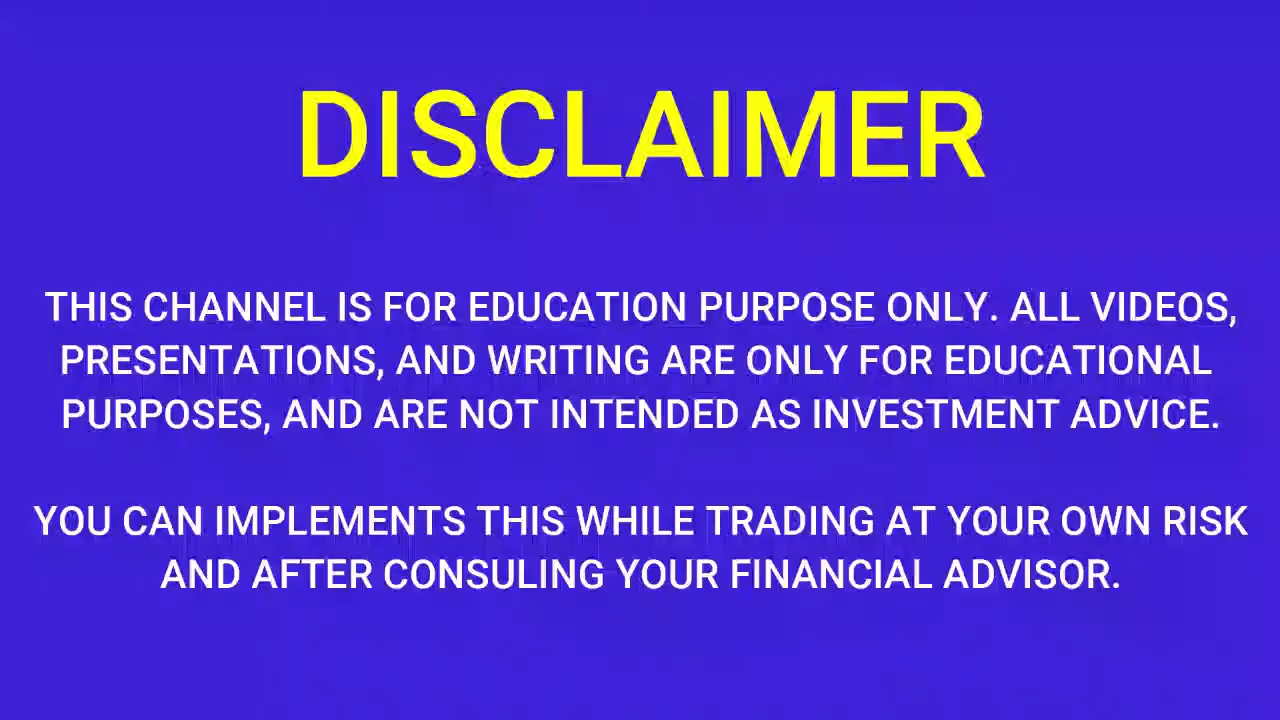 DISCLAIMER
THIS CHANNEL IS FOR EDUCATION PURPOSE ONLY. ALL VIDEOS,
PRESENTATIONS, AND WRITING ARE ONLY FOR EDUCATIONAL
PURPOSES, AND ARE NOT INTENDED AS INVESTMENT ADVICE.
YOU CAN IMPLEMENTS THIS WHILE TRADING AT YOUR OWN RISK
AND AFTER CONSULING YOUR FINANCIAL ADVISOR.